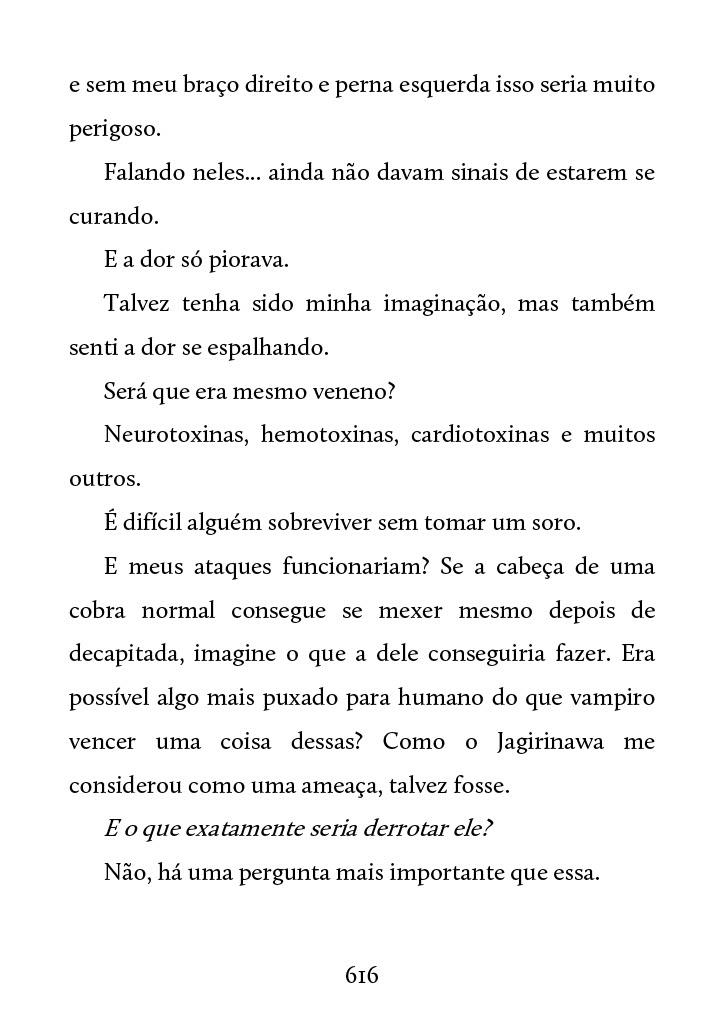 e sem meu braço direito e perna esquerda isso seria muito
perigoso.
Falando neles... ainda não davam sinais de estarem se
curando.
E a dor só piorava.
Talvez tenha sido minha imaginação, mas também
senti a dor se espalhando.
Será que era mesmo veneno?
Neurotoxinas, hemotoxinas, cardiotoxinas e muitos
outros.
É difícil alguém sobreviver sem tomar um soro.
E meus ataques funcionariam? Se a cabeça de uma
cobra normal consegue se mexer mesmo depois de
decapitada, imagine o que a dele conseguiria fazer. Era
possível algo mais puxado para humano do que vampiro
vencer uma coisa dessas? Como o Jagirinawa me
considerou como uma ameaça, talvez fosse.
E o que exatamente seria derrotar ele?
Não, há uma pergunta mais importante que essa.
616